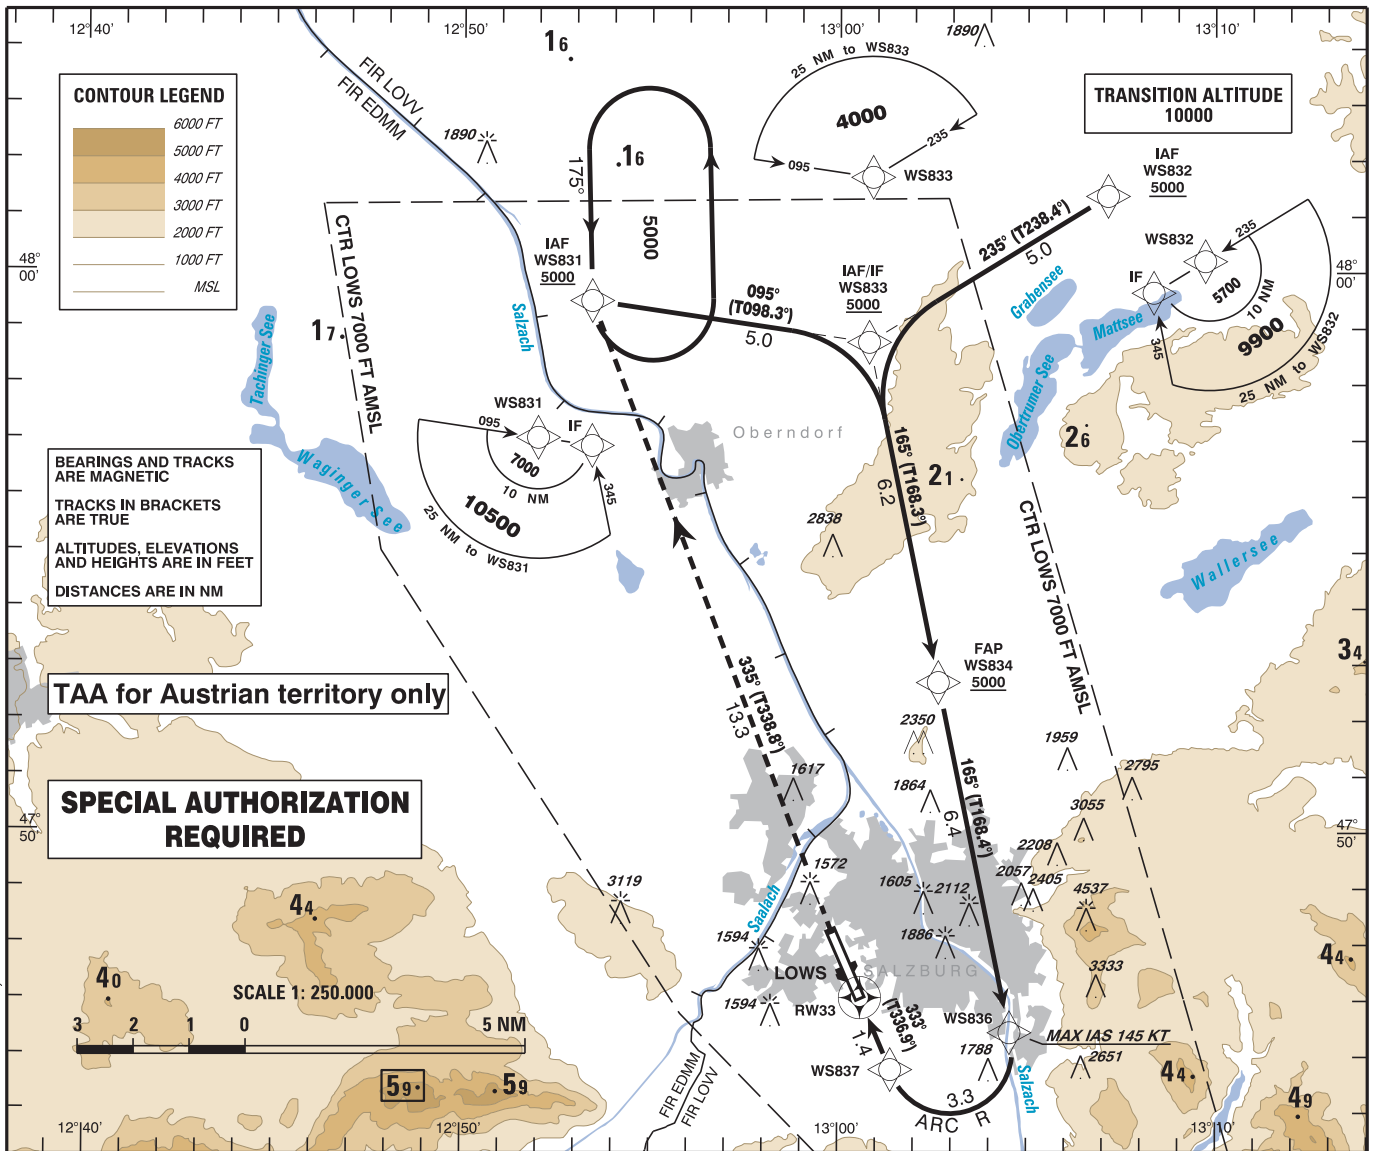 12°40'
12°50'
13°00'
13°10'
1890
16
FIR LOVV
FIR EDMM
CONTOUR LEGEND
6000 FT
5000 FT
4000 FT
3000 FT
2000 FT
1000 FT
MSL
25 NM to WS833
4000
095
235
WS833
TRANSITION ALTITUDE
10000
1890
16
175°
5000
IAF
WS832
5000
CTR LOWS 7000 FT AMSL
235° (T238.4°)
5.0
WS832
235
IF
5700
10 NM
9900
25 NM to WS832
345
IAF
WS831
5000
IAF/IF
WS833
5000
095°
(T098.3°)
5.0
48°
00'
48°
00'
Grabensee
Mattsee
Obertrumer See
Salzach
Tachinger See
17
Waginger See
WS831
095
IF
7000
10 NM
10500
25 NM to WS831
345
Oberndorf
165° (T168.3°)
6.2
21
26
2838
CTR LOWS 7000 FT AMSL
Wallersee
BEARINGS AND TRACKS
ARE MAGNETIC
TRACKS IN BRACKETS
ARE TRUE
ALTITUDES, ELEVATIONS
AND HEIGHTS ARE IN FEET
DISTANCES ARE IN NM
34
FAP
WS834
5000
TAA for Austrian territory only
335° (T338.8°)
13.3
2350
1959
2795
1617
1864
165° (T168.4°)
6.4
3055
SPECIAL AUTHORIZATION
REQUIRED
47°
50'
47°
50'
2208
1572
2057
2405
3119
1605
2112
4537
44
Saalach
1594
1886
44
LOWS
SALZBURG
3333
40
SCALE 1: 250.000
1594
RW33
333°
(T336.9°)
1.4
WS836
MAX IAS 145 KT
3
2
1
0
5 NM
WS837
1788
2651
44
Salzach
59
59
FIR EDMM
FIR LOVV
3.3
ARC R
49
12°40'
12°50'
13°00'
13°10'